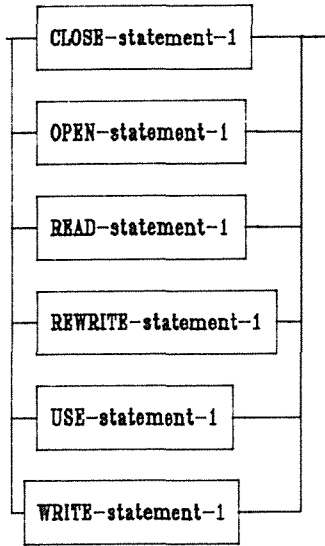 CLOSE-statement-1
OPEN-statement-1
READ-statement-1
REWRITE-statement-1
USE-statement-1
WRITE-statement-1